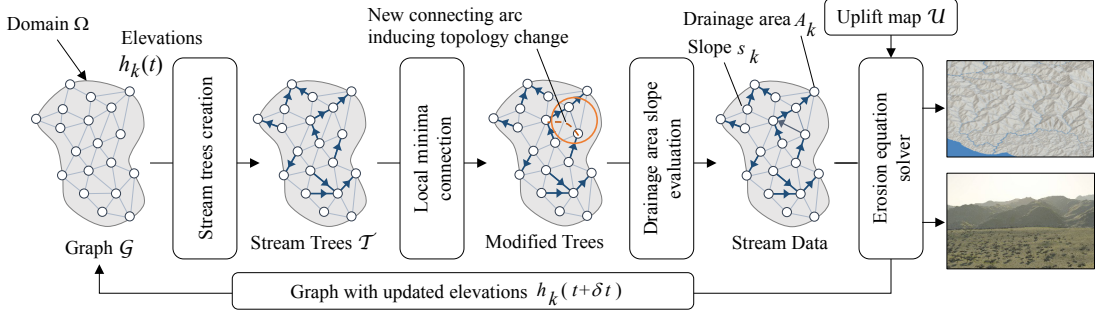 Domain Ω
Elevations
h_k(t)
Stream trees creation
New connecting arc
inducing topology change
Local minima
connection
Drainage area A_k
Slope s_k
Drainage area slope
evaluation
Uplift map 𝒰
Erosion equation
solver
Graph 𝒢
Stream Trees 𝒯
Modified Trees
Stream Data
Graph with updated elevations h_k(t+δt)